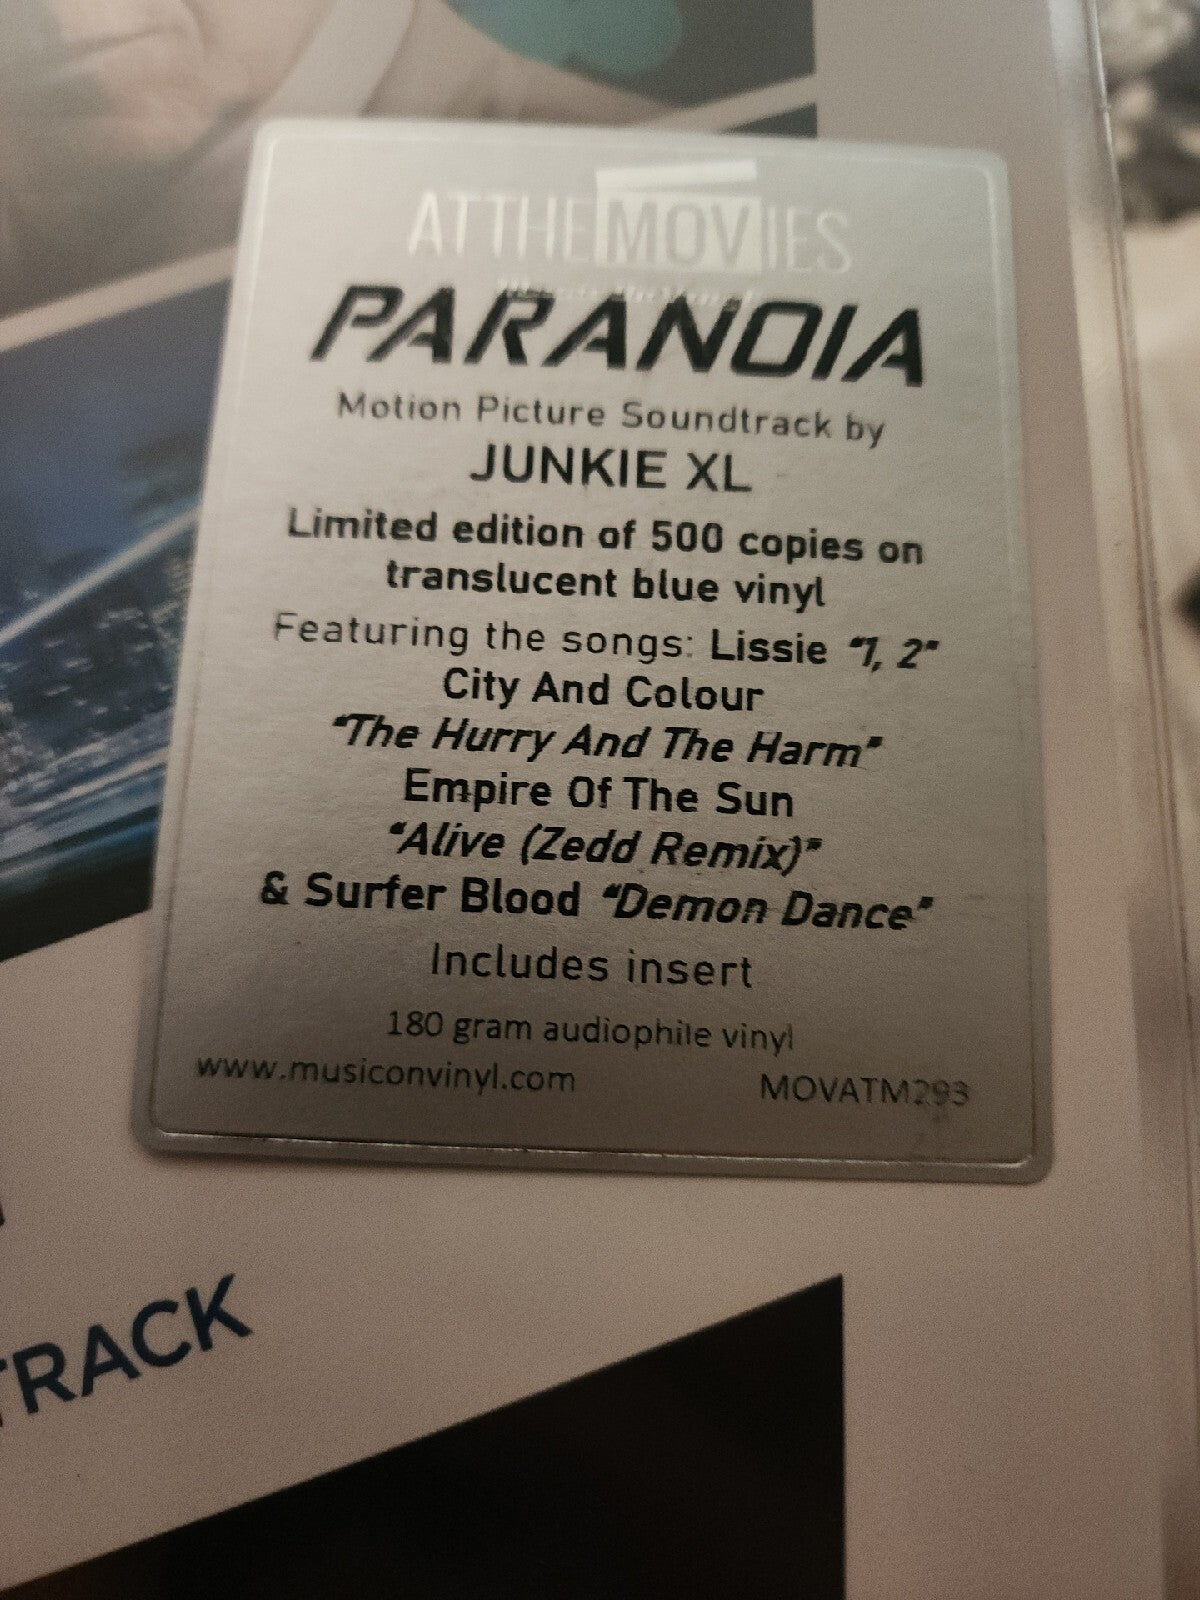 ATTHEMOVIES
PARANOIA
Motion Picture Soundtrack by
JUNKIE XL
Limited edition of 500 copies on
translucent blue vinyl
Featuring the songs: Lissie "1, 2"
City And Colour
"The Hurry And The Harm"
Empire Of The Sun
"Alive (Zedd Remix)"
& Surfer Blood "Demon Dance"
Includes insert
180 gram audiophile vinyl
www.musiconvinyl.com MOVATM293
TRACK